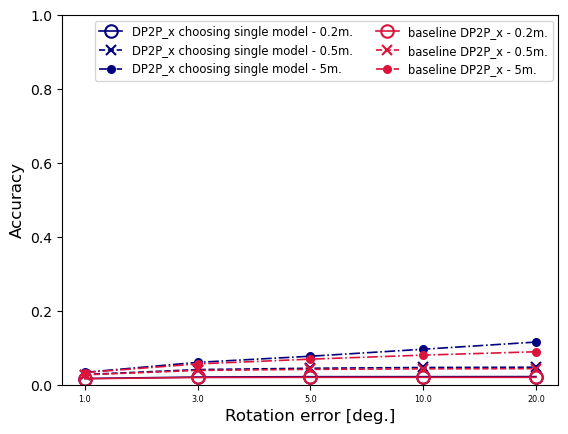 DP2P_x choosing single model - 0.2m.
DP2P_x choosing single model - 0.5m.
DP2P_x choosing single model - 5m.
baseline DP2P_x - 0.2m.
baseline DP2P_x - 0.5m.
baseline DP2P_x - 5m.
Accuracy
1.0
0.8
0.6
0.4
0.2
0.0
1.0 3.0 5.0 10.0 20.0
Rotation error [deg.]